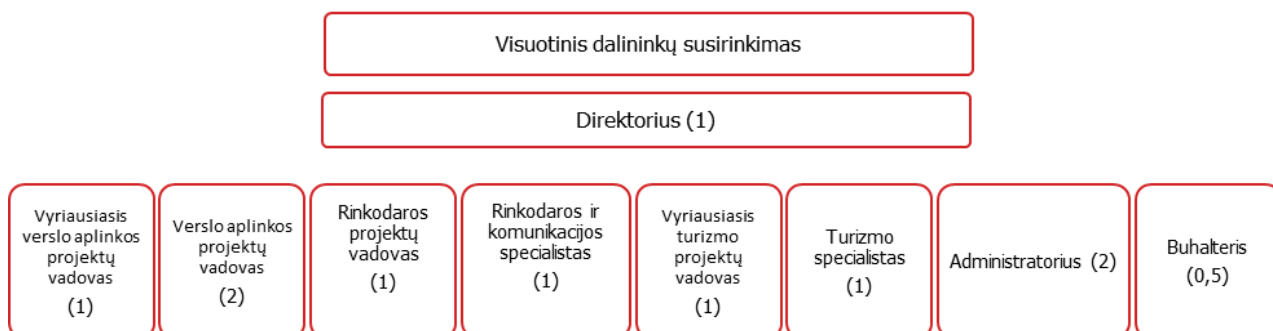 Visuotinis dalininkų susirinkimas
Direktorius (1)
Vyriausiasis
verslo aplinkos
projektų
vadovas
(1)
Verslo aplinkos
projektų
vadovas
(2)
Rinkodaros
projektų
vadovas
(1)
Rinkodaros ir
komunikacijos
specialistas
(1)
Vyriausiasis
turizmo
projektų
vadovas
(1)
Turizmo
specialistas
(1)
Administratorius (2)
Buhalteris
(0,5)